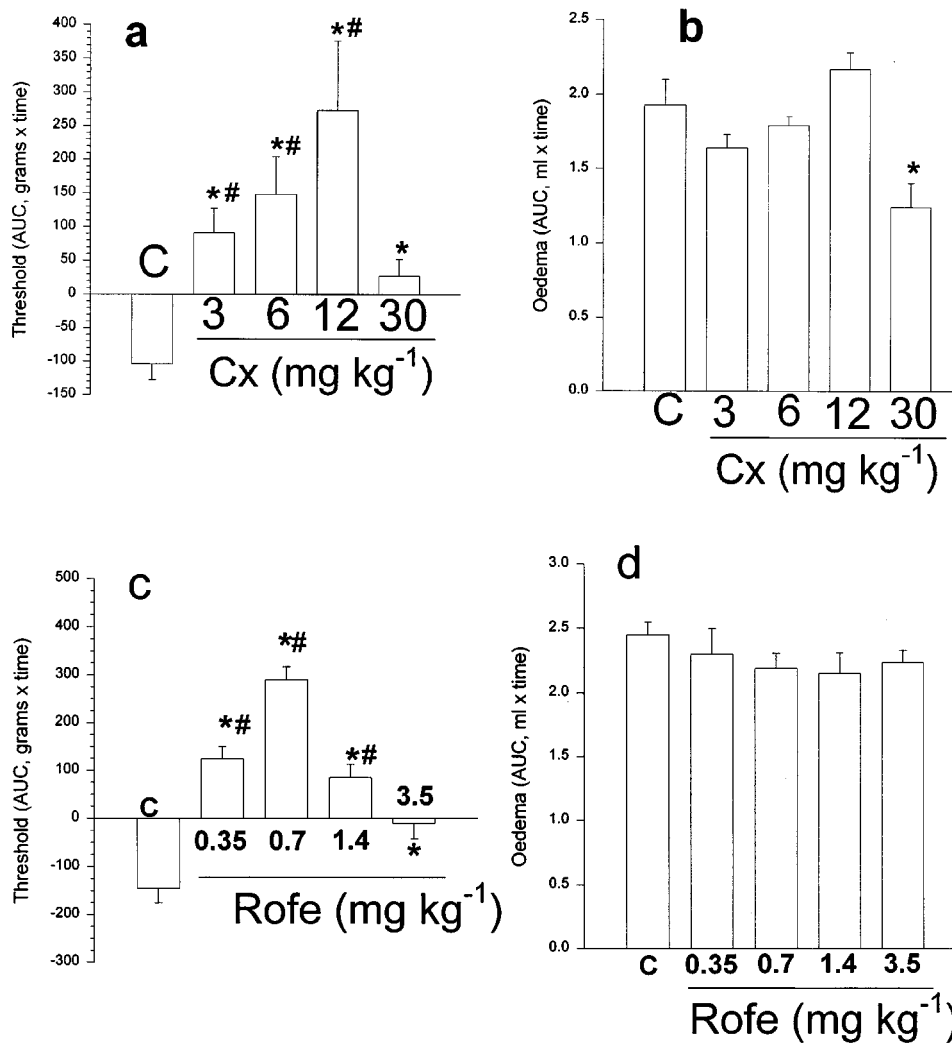 a
Threshold (AUC, grams x time)
400
350
300
250
200
150
100
50
0
-50
-100
-150
C
*#
*#
*#
*
3 6 12 30
Cx (mg kg-1)
b
Oedema (AUC, ml x time)
2.5
2.0
1.5
1.0
0.5
0.0
*
C 3 6 12 30
Cx (mg kg-1)
c
Threshold (AUC, grams x time)
500
400
300
200
100
0
-100
-200
-300
C
*#
*#
*#
3.5
0.35 0.7 1.4
*
Rofe (mg kg-1)
d
Oedema (AUC, ml x time)
3.0
2.5
2.0
1.5
1.0
0.5
0.0
C 0.35 0.7 1.4 3.5
Rofe (mg kg-1)